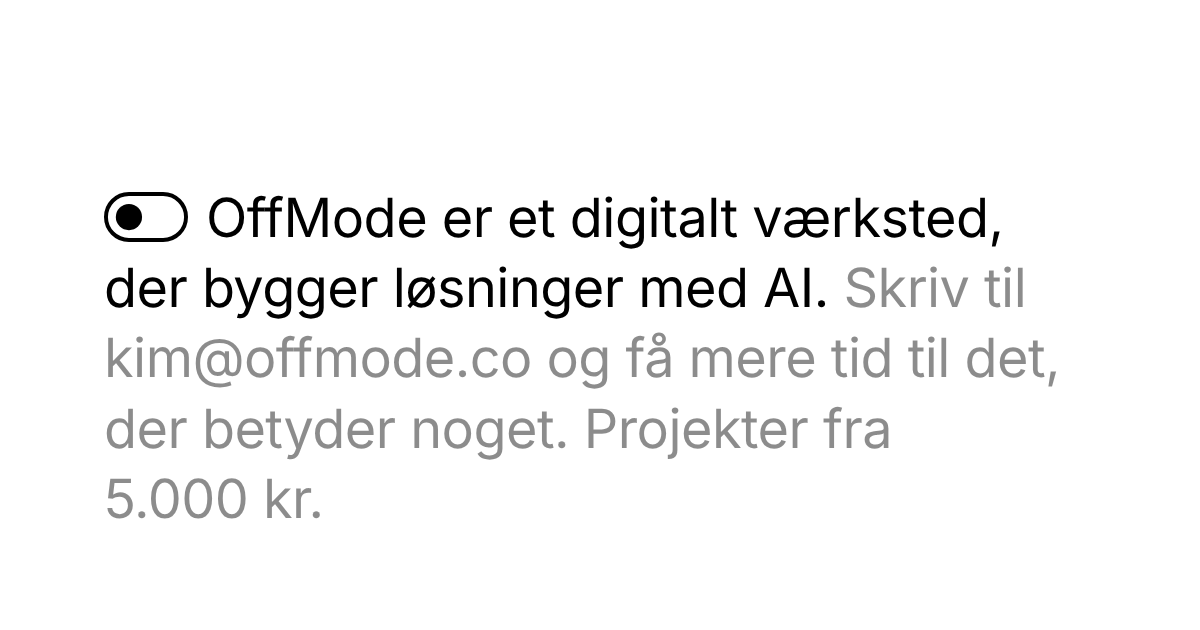 OffMode er et digitalt værksted,
der bygger løsninger med AI. Skriv til
kim@offmode.co og få mere tid til det,
der betyder noget. Projekter fra
5.000 kr.